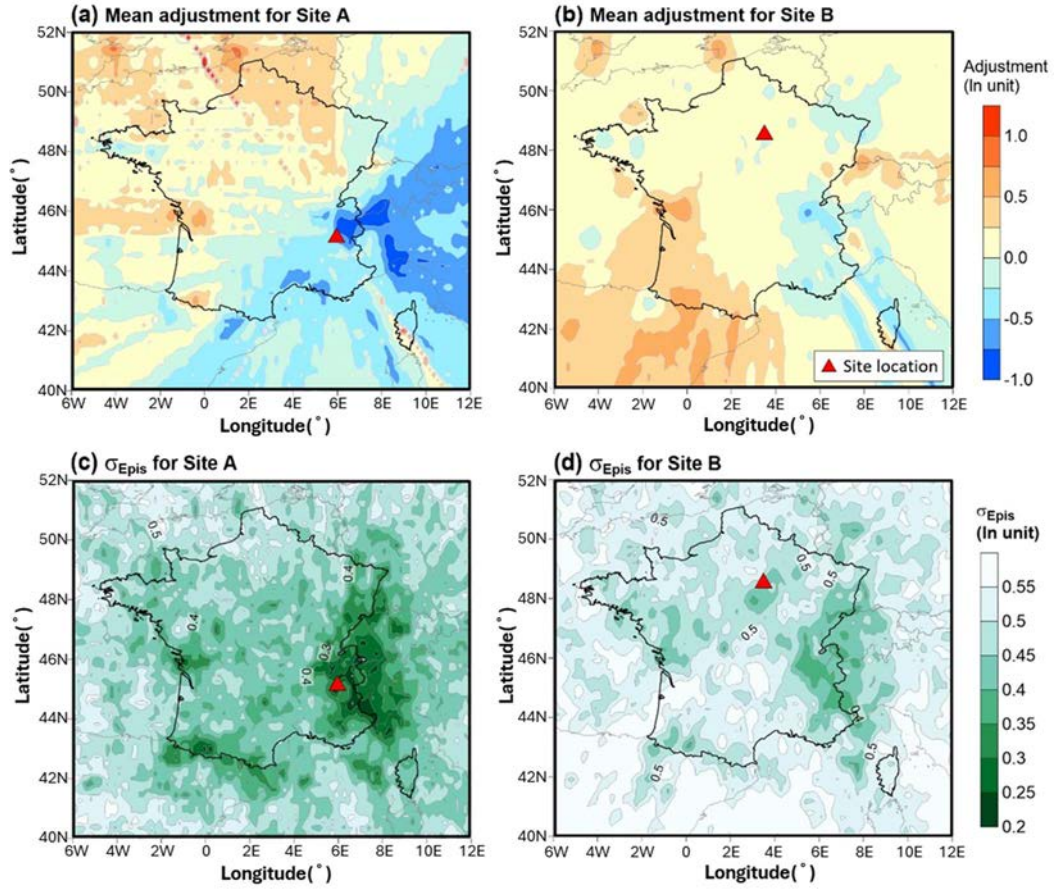 (a) Mean adjustment for Site A
(b) Mean adjustment for Site B
52N
50N
48N
46N
44N
42N
40N
Latitude(°)
6W 4W 2W 0 2E 4E 6E 8E 10E 12E
Longitude(°)
52N
50N
48N
46N
44N
42N
40N
Latitude(°)
Site location
6W 4W 2W 0 2E 4E 6E 8E 10E 12E
Longitude(°)
Adjustment
(ln unit)
1.0
0.5
0.0
-0.5
-1.0
(c) σEpis for Site A
(d) σEpis for Site B
52N
50N
48N
46N
44N
42N
40N
Latitude(°)
0.5
0.4
0.4
0.3
0.4
6W 4W 2W 0 2E 4E 6E 8E 10E 12E
Longitude(°)
52N
50N
48N
46N
44N
42N
40N
Latitude(°)
0.5
0.5
0.5
0.5
0.4
0.5
0.5
6W 4W 2W 0 2E 4E 6E 8E 10E 12E
Longitude(°)
σEpis
(ln unit)
0.55
0.5
0.45
0.4
0.35
0.3
0.25
0.2